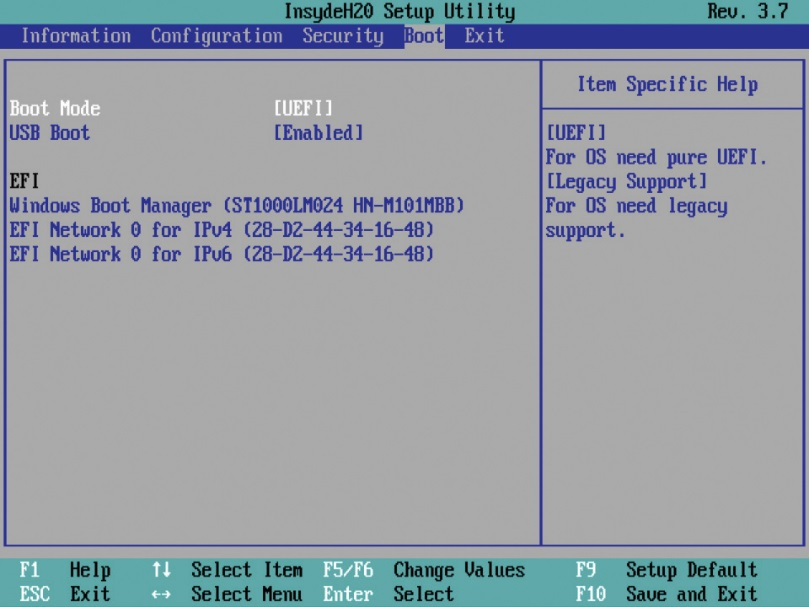 InsydeH20 Setup Utility Rev. 3.7
Information Configuration Security Boot Exit
Item Specific Help
Boot Mode [UEFI]
USB Boot [Enabled]
EFI
Windows Boot Manager (ST1000LM024 HN-M101MBB)
EFI Network 0 for IPv4 (28-D2-44-34-16-48)
EFI Network 0 for IPv6 (28-D2-44-34-16-48)
[UEFI]
For OS need pure UEFI.
[Legacy Support]
For OS need legacy
support.
F1 Help ↑↓ Select Item F5/F6 Change Values F9 Setup Default
ESC Exit ↔ Select Menu Enter Select F10 Save and Exit